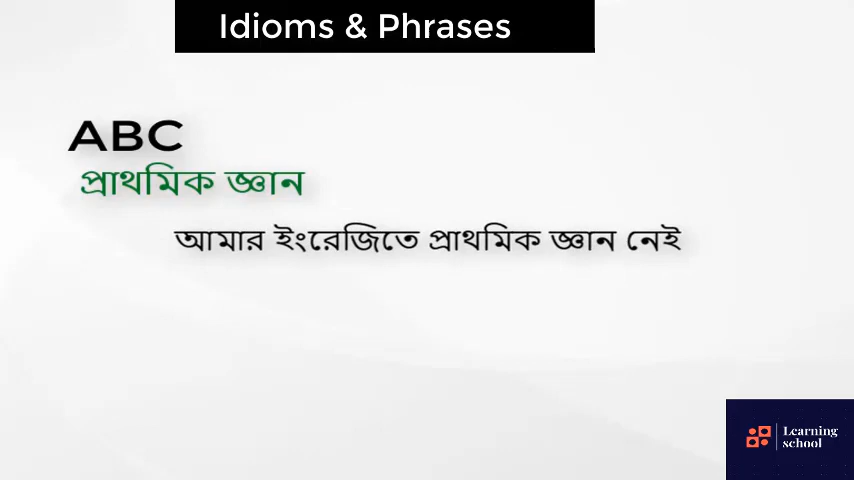 Idioms & Phrases
ABC
প্রাথমিক জ্ঞান
আমার ইংরেজিতে প্রাথমিক জ্ঞান নেই
Learning
school